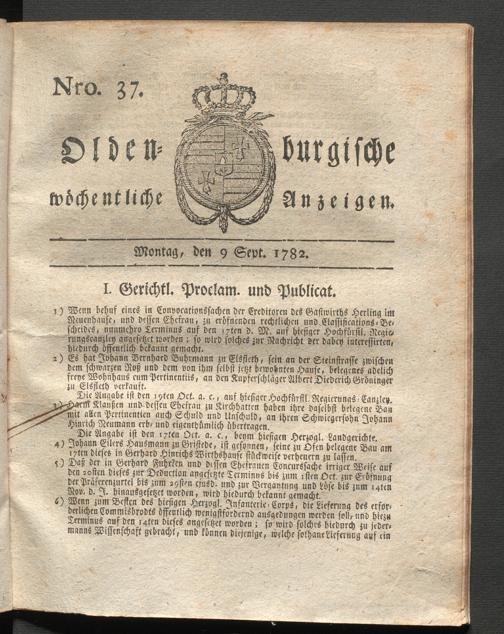 Nro. 37.
Olden- burgische
wöchentliche Anzeigen.
Montag, den 9 Sept. 1782.
I. Gerichtl. Proclam. und Publicat.
1) Wenn behuf eines in Convocationssachen der Creditoren des Gastwirths Herling im
Neuenhause, und dessen Ehefrau, zu eröfnenden rechtlichen und Classifications-Be-
scheides, nunmehro Terminus auf den 17ten d. M. auf hiesiger Hochfürstl. Regie-
rungscanzley angesetzet worden; so wird solches zur Nachricht der dabey interessirten,
hiedurch öffentlich bekannt gemacht.
2) Es hat Johann Bernhard Buhrmann zu Elsfleth, sein an der Steinstrasse zwischen
dem schwarzen Roß und dem von ihm selbst jetzt bewohnten Hause, belegenes adelich
freye Wohnhaus cum Pertinentiis, an den Kupferschläger Albert Diederich Gröninger
zu Elsfleth verkauft.
Die Angabe ist den 19ten Oct. a. c., auf hiesiger Hochfürstl. Regierungs-Canzley.
3) Harm Klausten und dessen Ehefrau zu Kirchhatten haben ihre daselbst belegene Bau
mit allen Pertinentien auch Schuld und Unschuld, an ihren Schwiegersohn Johann
Hinrich Neumann erb- und eigenthümlich übertragen.
Die Angabe ist den 17ten Oct. a. c., beym hiesigen Herzogl. Landgerichte.
4) Johann Eilers Hausmann zu Gristede, ist gesonnen, seine zu Ofen belegene Bau am
17ten dieses in Gerhard Hinrichs Wirthshause stückweise verheuren zu lassen.
5) Daß der in Gerhard Fuhrken und dessen Ehefrauen Concurssache irriger Weise auf
den 20sten dieses zur Deduction angesetzte Terminus bis zum 1sten Oct. zur Eröfnung
der Präferenzurtel bis zum 29sten ejusd. und zur Vergantung und Löse bis zum 14ten
Nov. d. J. hinausgesetzet worden, wird hiedurch bekannt gemacht.
6) Wenn zum Besten des hiesigen Herzogl. Infanterie-Corps, die Lieferung des erfor-
derlichen Commisbrodts öffentlich wenigstfordernd ausgedungen werden soll, und hiezu
Terminus auf den 14ten dieses angesetzet worden; so wird solches hiedurch zu jeder-
manns Wissenschaft gebracht, und können diejenige, welche sothane Lieferung auf ein